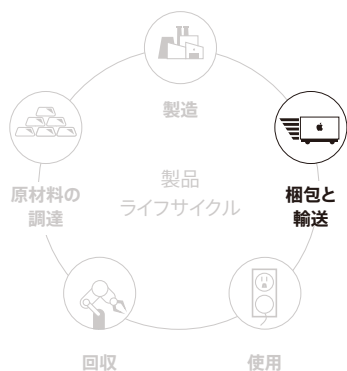 製造
原材料の
調達
製品
ライフサイクル
梱包と
輸送
回収
使用